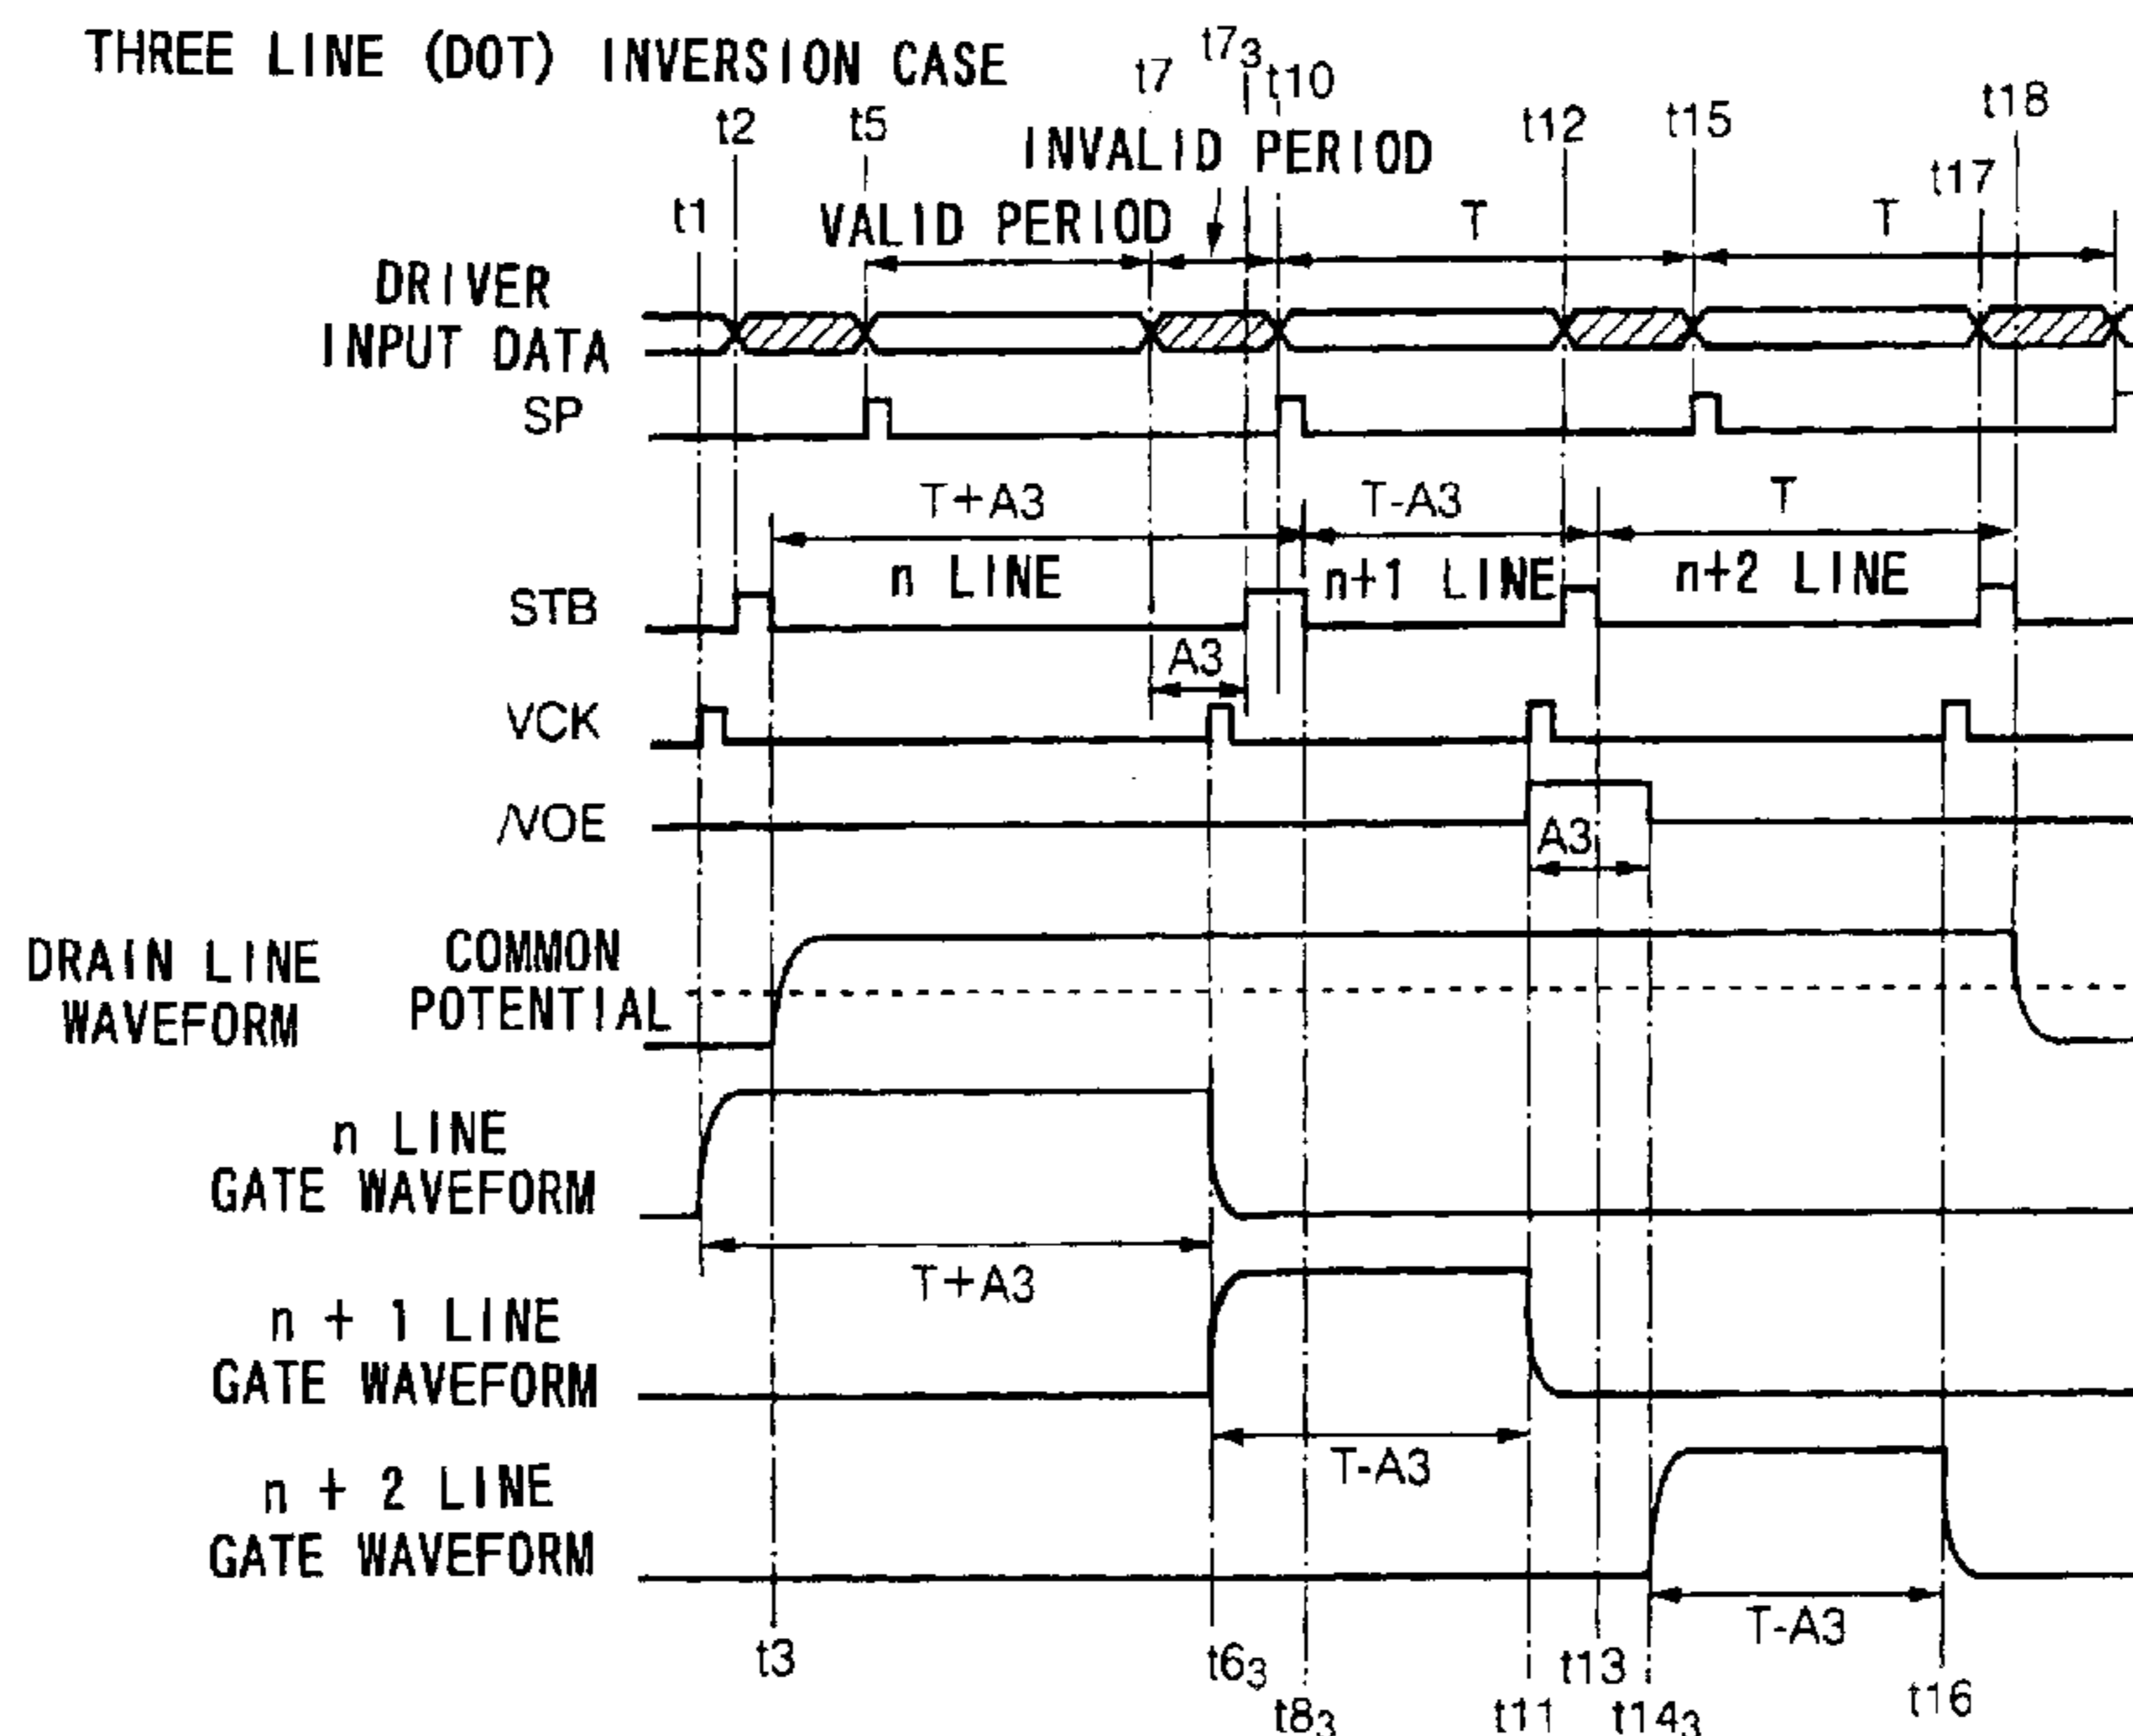 THREE LINE (DOT) INVERSION CASE
t1
t2
t5
t7
t7₃
t10
t12
t15
t17
t18
INVALID PERIOD
VALID PERIOD
T
T
DRIVER
INPUT DATA
SP
T+A3
T-A3
T
n LINE
n+1 LINE
n+2 LINE
STB
A3
VCK
/VOE
A3
DRAIN LINE
WAVEFORM
COMMON
POTENTIAL
n LINE
GATE WAVEFORM
T+A3
n + 1 LINE
GATE WAVEFORM
T-A3
n + 2 LINE
GATE WAVEFORM
T-A3
t3
t6₃
t8₃
t11
t13
t14₃
t16